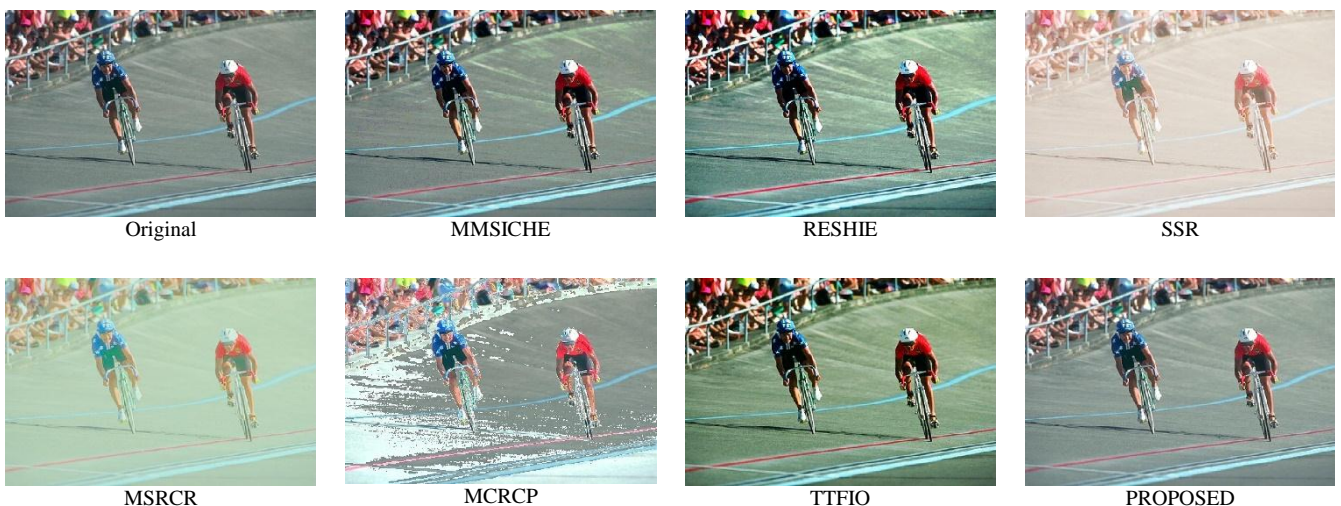 Original
MMSICHE
RESHIE
SSR
MSRCR
MCRCP
TTFIO
PROPOSED